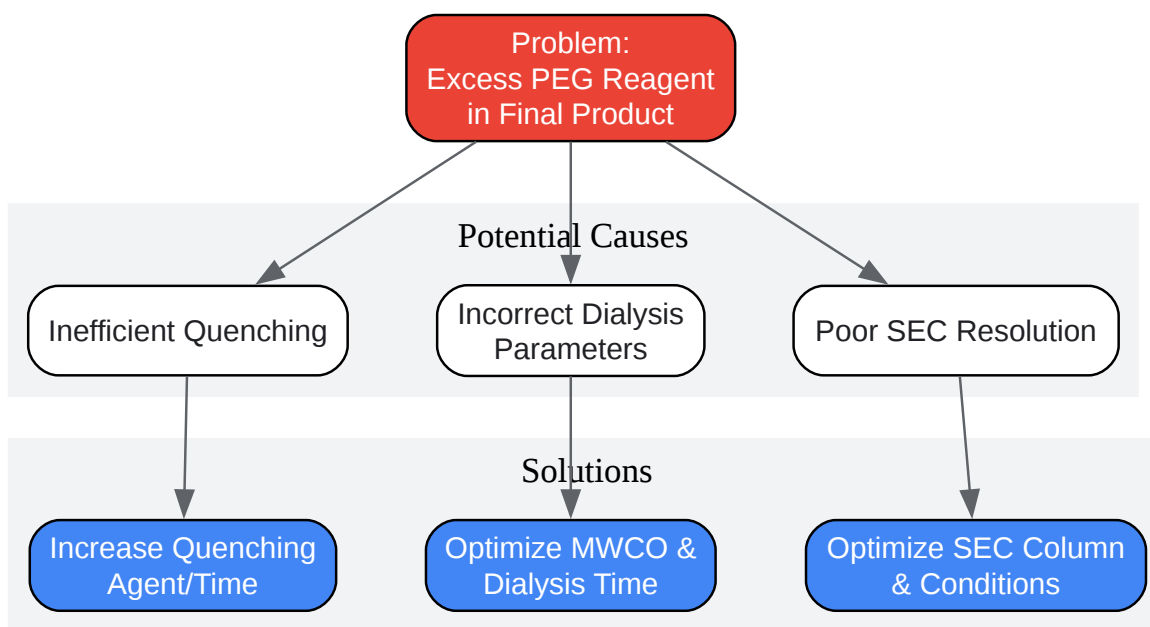 Problem:
Excess PEG Reagent
in Final Product
Potential Causes
Inefficient Quenching
Incorrect Dialysis
Parameters
Poor SEC Resolution
Solutions
Increase Quenching
Agent/Time
Optimize MWCO &
Dialysis Time
Optimize SEC Column
& Conditions